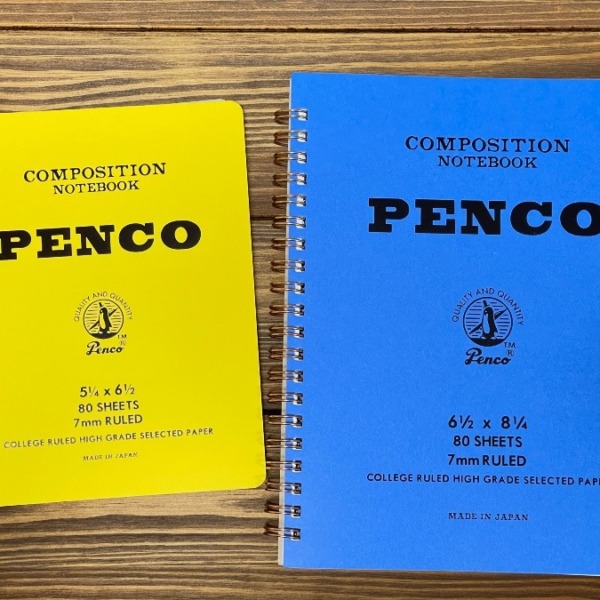 COMPOSITION
NOTEBOOK
PENCO
QUALITY AND QUANTITY
Penco
T.M.
®
5¼ x 6½
80 SHEETS
7mm RULED
COLLEGE RULED HIGH GRADE SELECTED PAPER
MADE IN JAPAN
COMPOSITION
NOTEBOOK
PENCO
QUALITY AND QUANTITY
Penco
T.M.
®
6½ x 8¼
80 SHEETS
7mm RULED
COLLEGE RULED HIGH GRADE SELECTED PAPE
MADE IN JAPAN